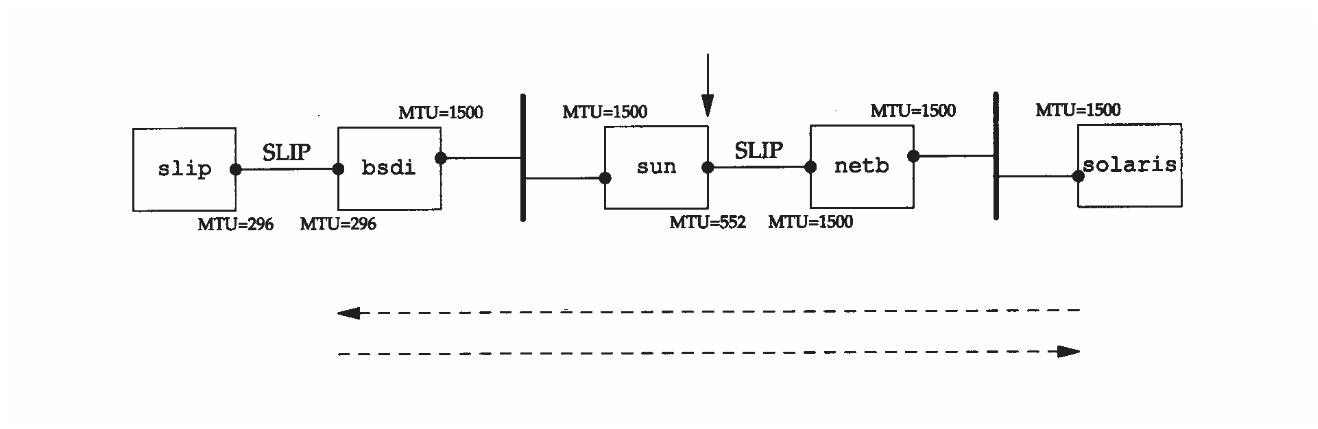 MTU=1500 MTU=1500 MTU=1500 MTU=1500
slip SLIP bsdi sun SLIP netb solaris
MTU=296 MTU=296 MTU=552 MTU=1500